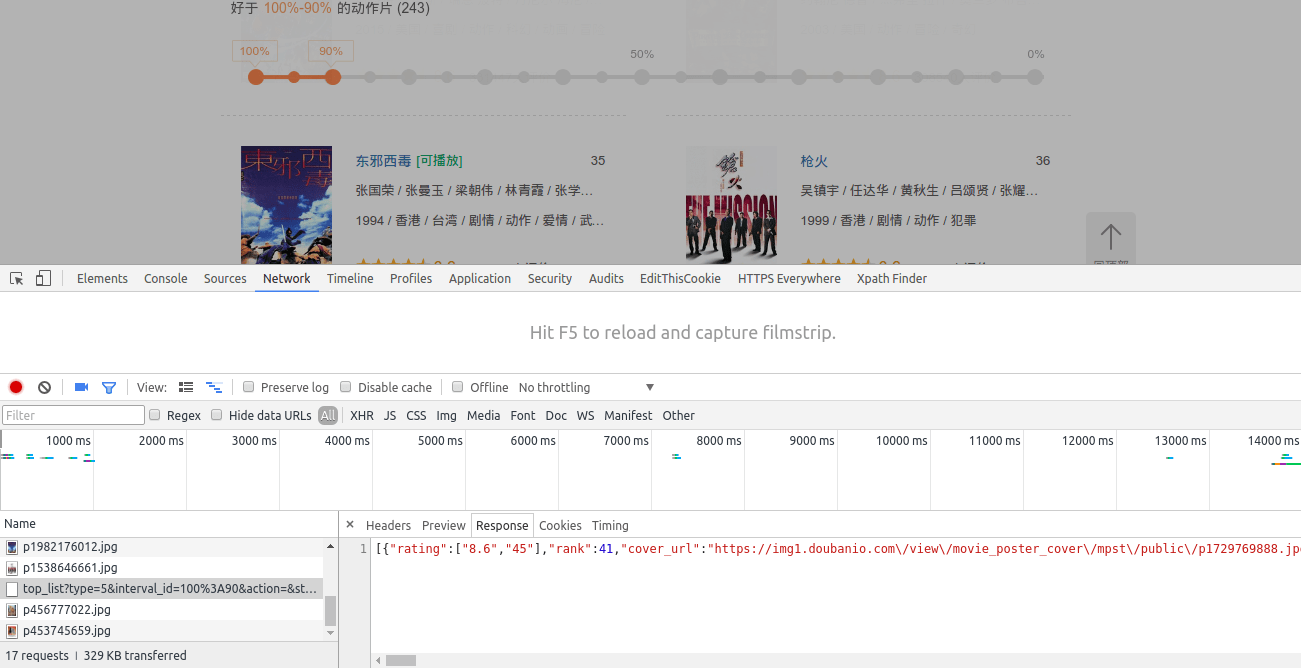 好于 100%-90% 的动作片 (243)
100% 90% 50% 0%
東邪西毒
东邪西毒 [可播放] 35
张国荣 / 张曼玉 / 梁朝伟 / 林青霞 / 张学...
1994 / 香港 / 台湾 / 剧情 / 动作 / 爱情 / 武...
枪火 36
吴镇宇 / 任达华 / 黄秋生 / 吕颂贤 / 张耀...
1999 / 香港 / 剧情 / 动作 / 犯罪
Elements Console Sources Network Timeline Profiles Application Security Audits EditThisCookie HTTPS Everywhere Xpath Finder
Hit F5 to reload and capture filmstrip.
View: Preserve log Disable cache Offline No throttling
Filter Regex Hide data URLs All XHR JS CSS Img Media Font Doc WS Manifest Other
1000 ms 2000 ms 3000 ms 4000 ms 5000 ms 6000 ms 7000 ms 8000 ms 9000 ms 10000 ms 11000 ms 12000 ms 13000 ms 14000 ms
Name
p1982176012.jpg
p1538646661.jpg
top_list?type=5&interval_id=100%3A90&action=&st...
p456777022.jpg
p453745659.jpg
17 requests | 329 KB transferred
× Headers Preview Response Cookies Timing
1 [{"rating":["8.6","45"],"rank":41,"cover_url":"https://img1.doubanio.com\/view\/movie_poster_cover\/mpst\/public\/p1729769888.jp